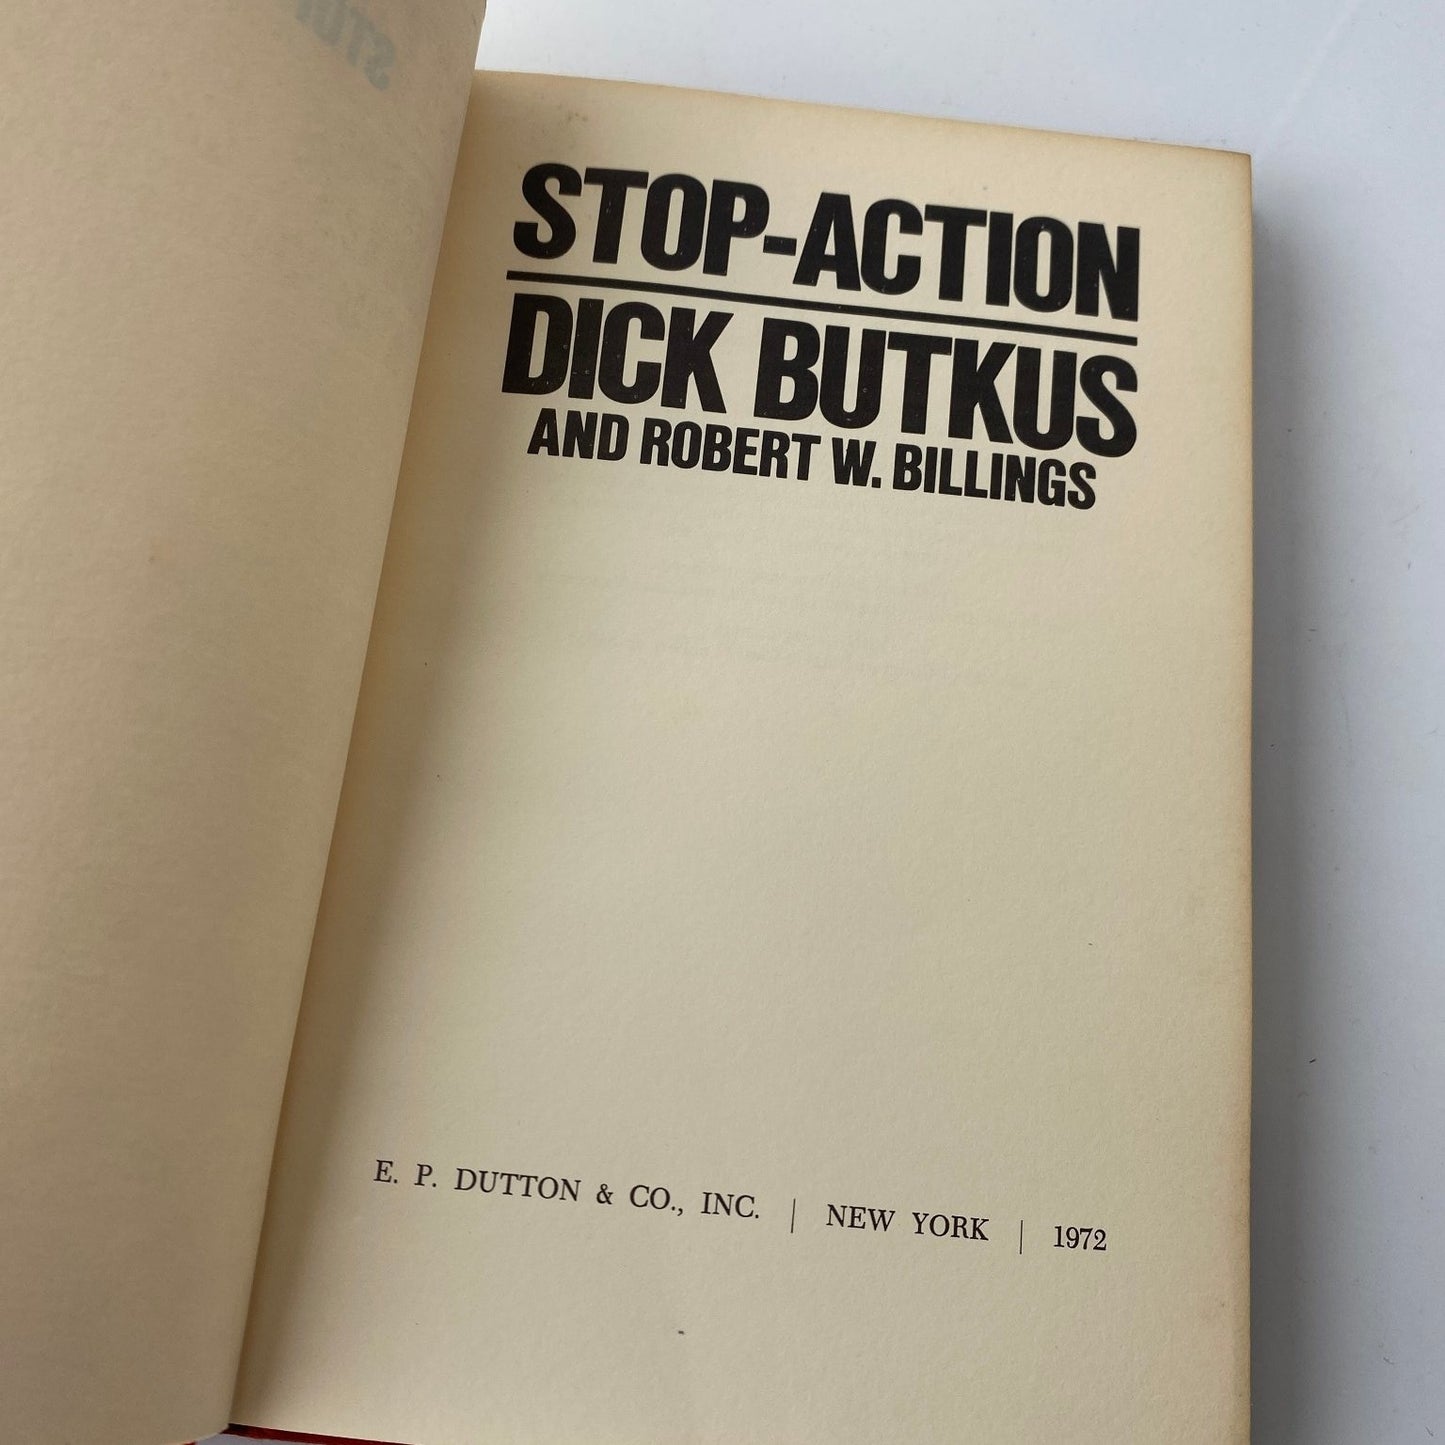 STOP-ACTION
DICK BUTKUS
AND ROBERT W. BILLINGS
E. P. DUTTON & CO., INC. | NEW YORK | 1972